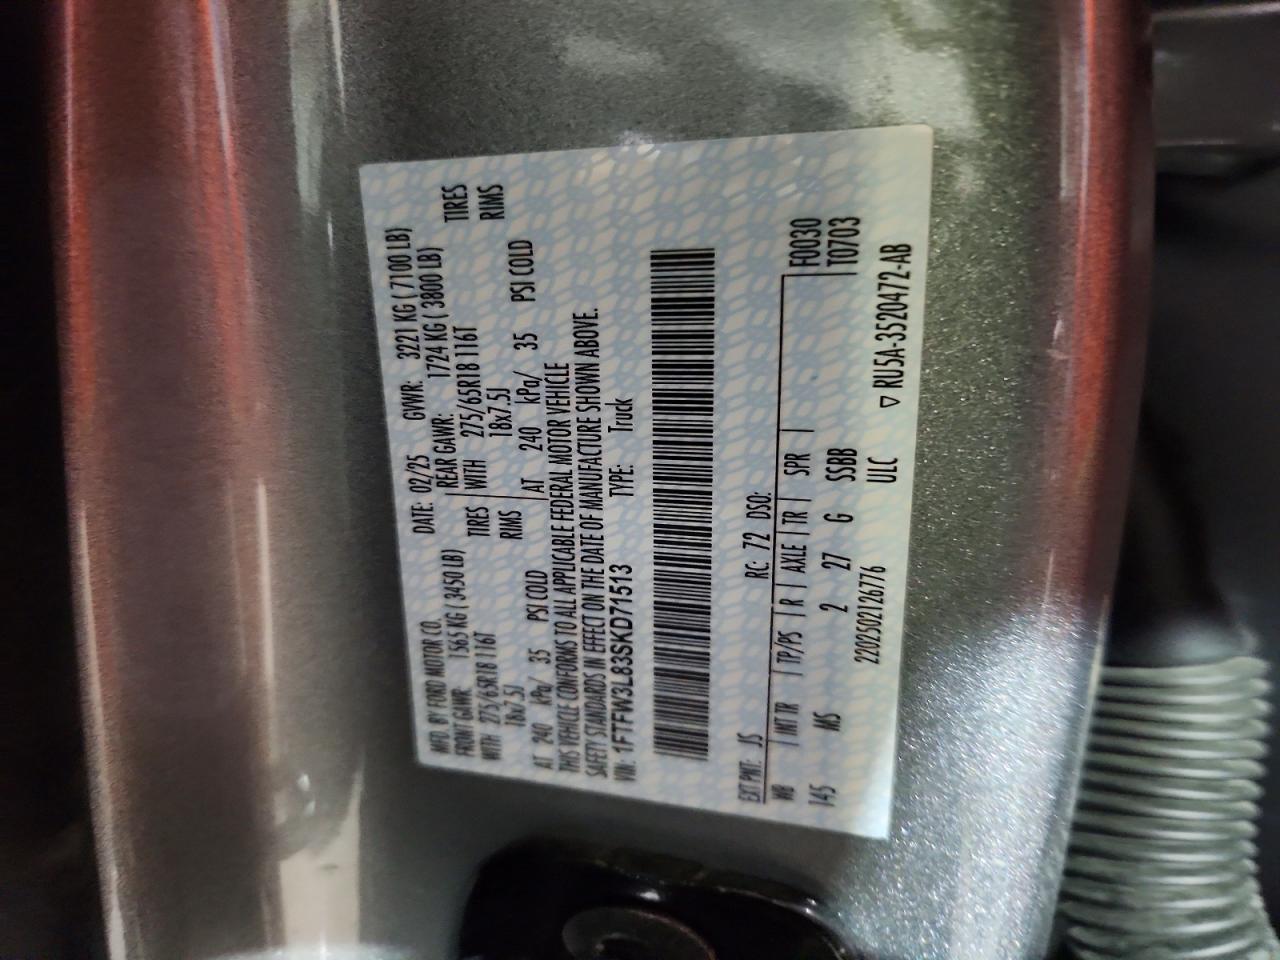 MFD. BY FORD MOTOR CO.
DATE: 02/25 GVWR: 3221 KG ( 7100 LB)
FRONT GAWR: 1565 KG ( 3450 LB) REAR GAWR: 1724 KG ( 3800 LB)
WITH 275/65R18 116T TIRES WITH 275/65R18 116T TIRES
18x7.5J RIMS 18x7.5J RIMS
AT 240 kPa/ 35 PSI COLD AT 240 kPa/ 35 PSI COLD
THIS VEHICLE CONFORMS TO ALL APPLICABLE FEDERAL MOTOR VEHICLE
SAFETY STANDARDS IN EFFECT ON THE DATE OF MANUFACTURE SHOWN ABOVE.
VIN: 1FTFW3L83SKD71513 TYPE: Truck
EXT PNT: JS RC: 72 DSO:
WB INT TR TP/PS R AXLE TR SPR F0030
145 MS 2 27 G SSBB T0703
2202502126776 ULC ▽ RU5A-3520472-AB